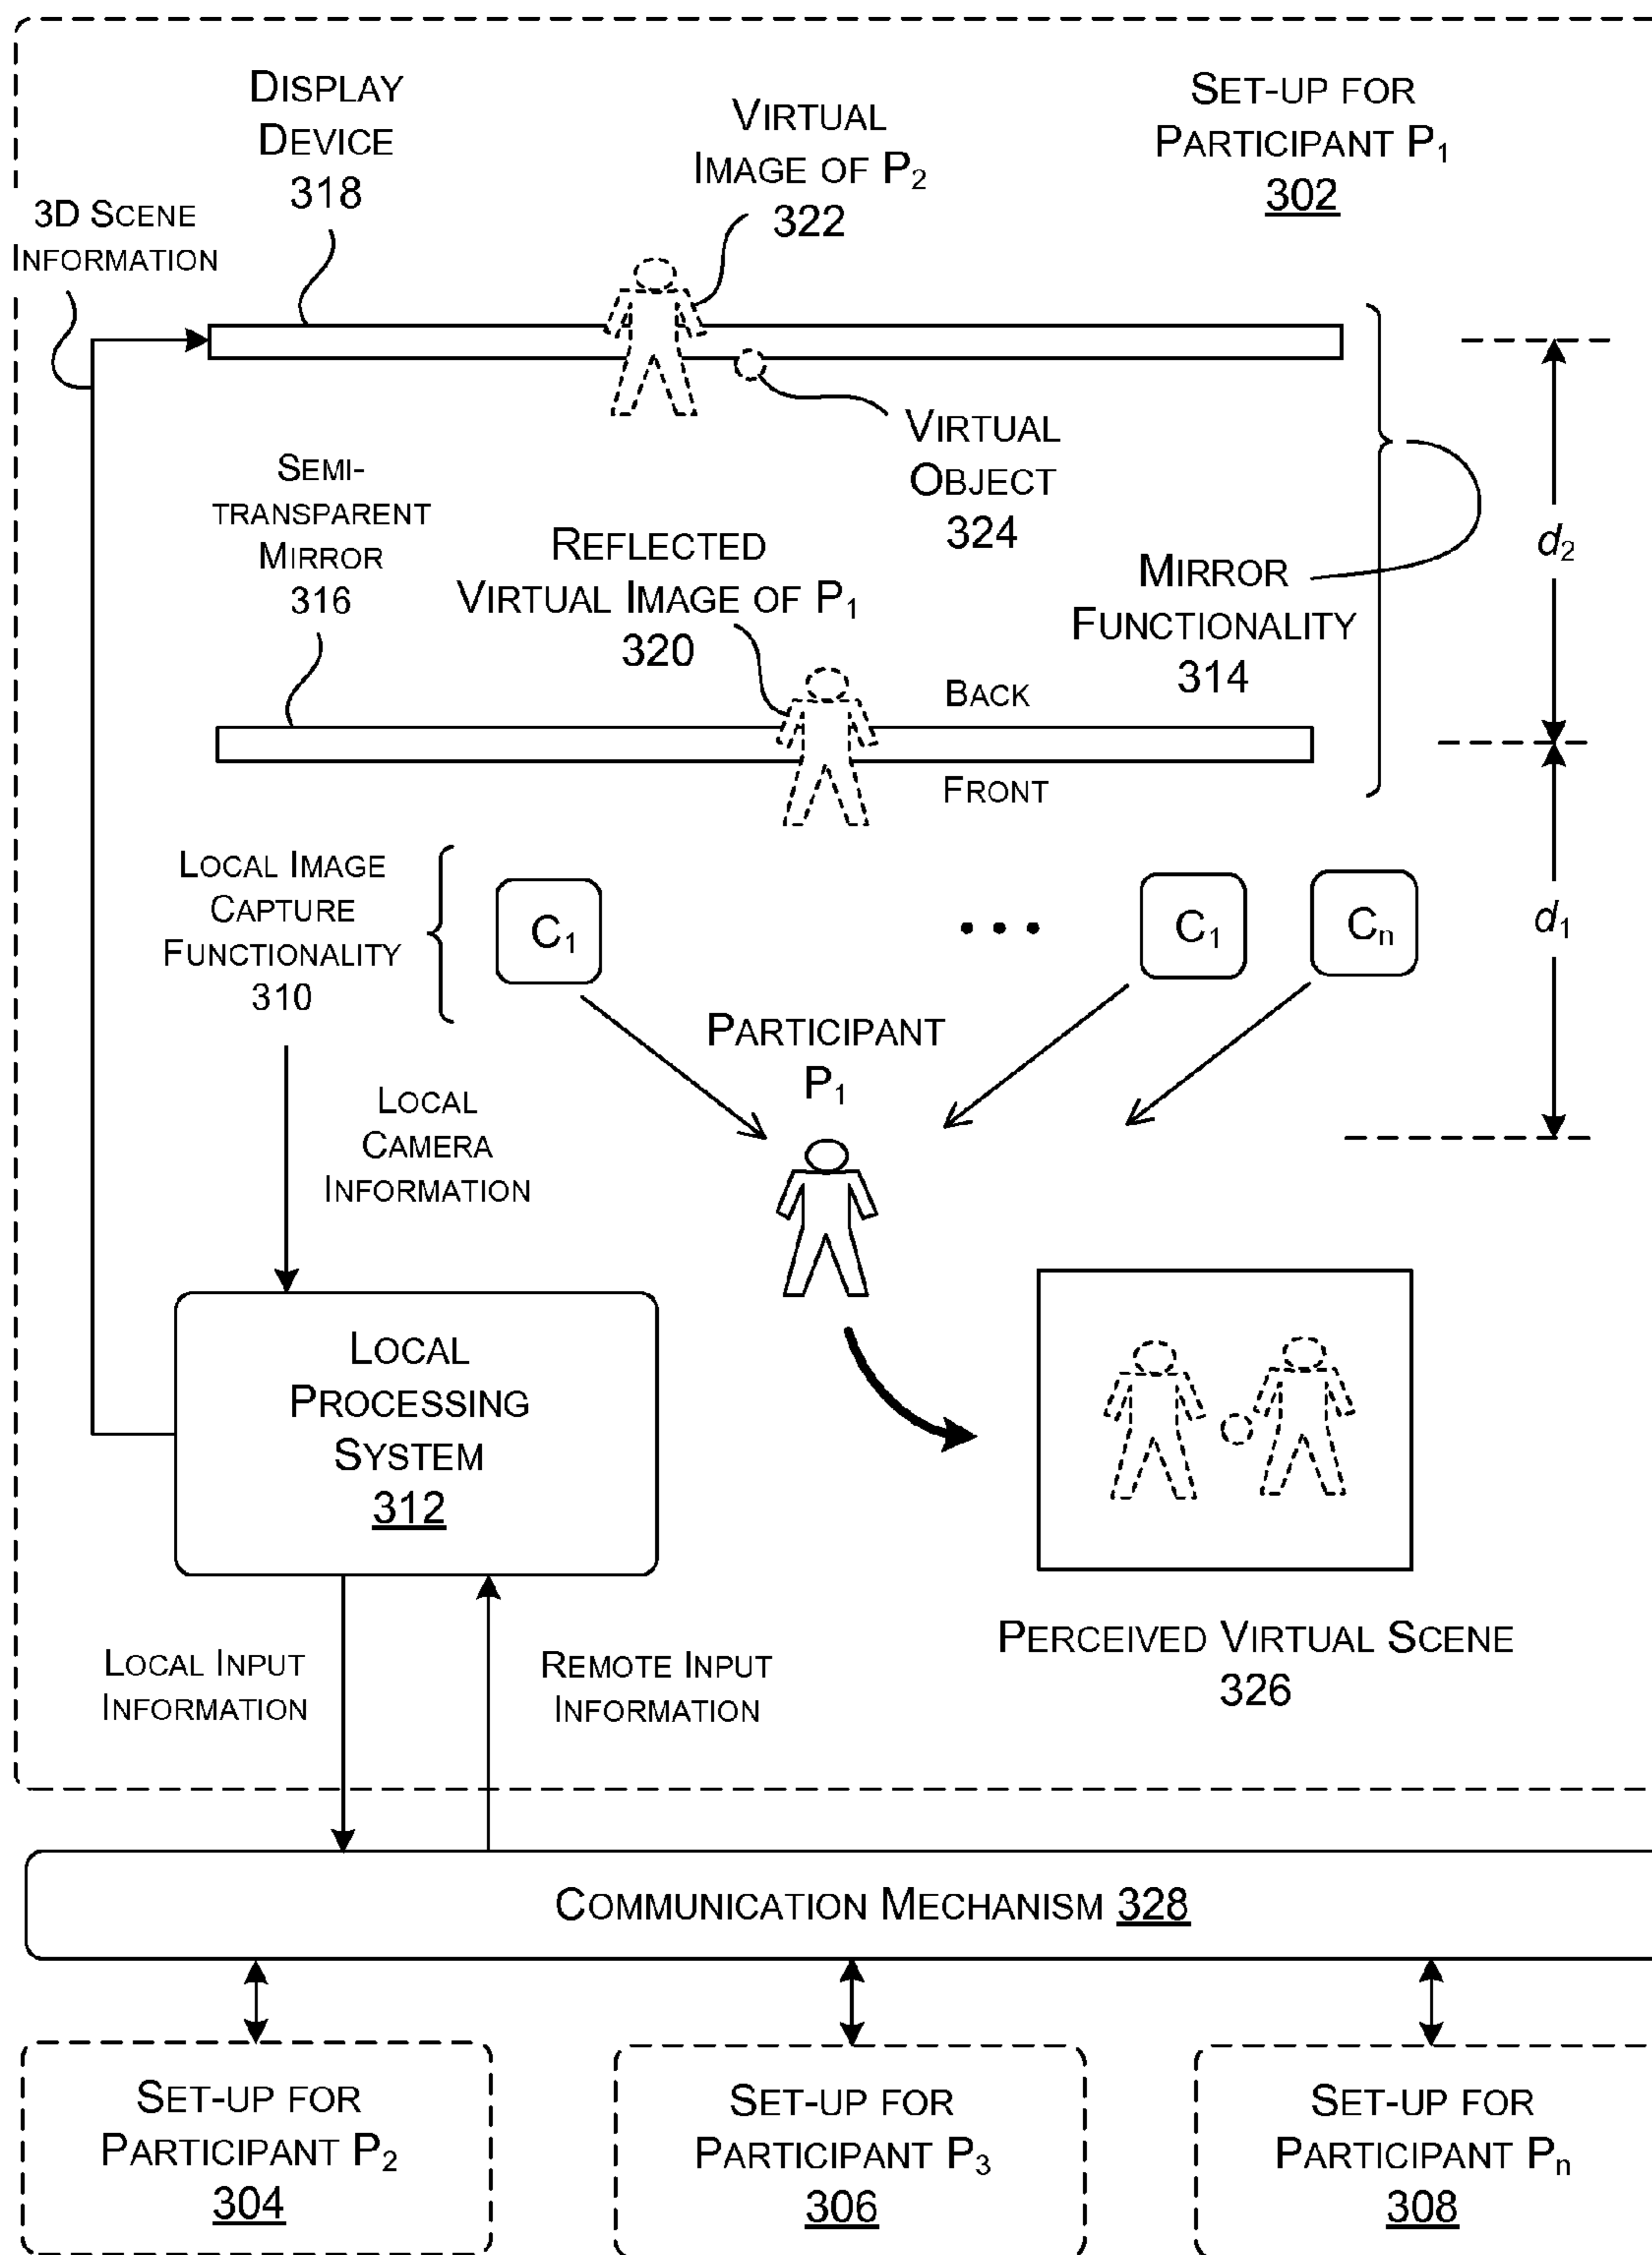 DISPLAY
DEVICE
318
VIRTUAL
IMAGE OF P2
322
SET-UP FOR
PARTICIPANT P1
302
3D SCENE
INFORMATION
VIRTUAL
OBJECT
324
SEMI-
TRANSPARENT
MIRROR
316
REFLECTED
VIRTUAL IMAGE OF P1
320
MIRROR
FUNCTIONALITY
314
d2
BACK
FRONT
LOCAL IMAGE
CAPTURE
FUNCTIONALITY
310
C1
• • •
C1
Cn
d1
PARTICIPANT
P1
LOCAL
CAMERA
INFORMATION
LOCAL
PROCESSING
SYSTEM
312
LOCAL INPUT
INFORMATION
REMOTE INPUT
INFORMATION
PERCEIVED VIRTUAL SCENE
326
COMMUNICATION MECHANISM 328
SET-UP FOR
PARTICIPANT P2
304
SET-UP FOR
PARTICIPANT P3
306
SET-UP FOR
PARTICIPANT Pn
308